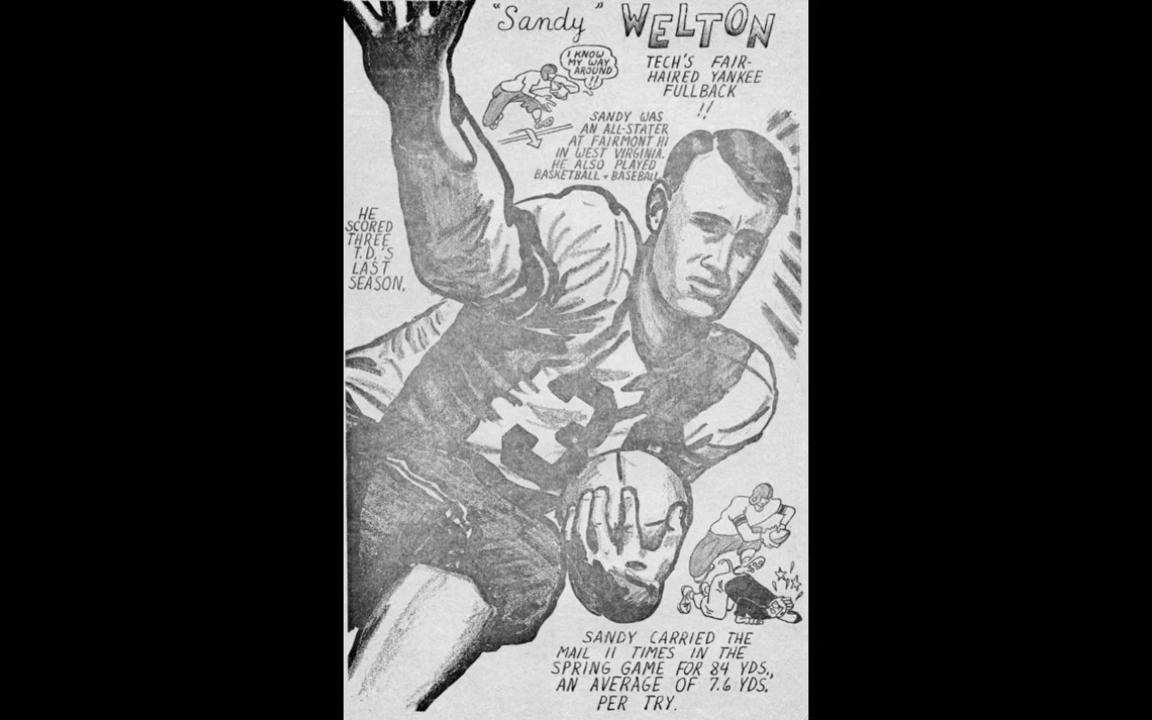 "Sandy" WELTON
TECH'S FAIR-
HAIRED YANKEE
FULLBACK
!!
I KNOW
MY WAY
AROUND
!!
SANDY WAS
AN ALL-STATER
AT FAIRMONT HI
IN WEST VIRGINIA.
HE ALSO PLAYED
BASKETBALL + BASEBALL
HE
SCORED
THREE
T.D.'S
LAST
SEASON.
SANDY CARRIED THE
MAIL 11 TIMES IN THE
SPRING GAME FOR 84 YDS.,
AN AVERAGE OF 7.6 YDS.
PER TRY.